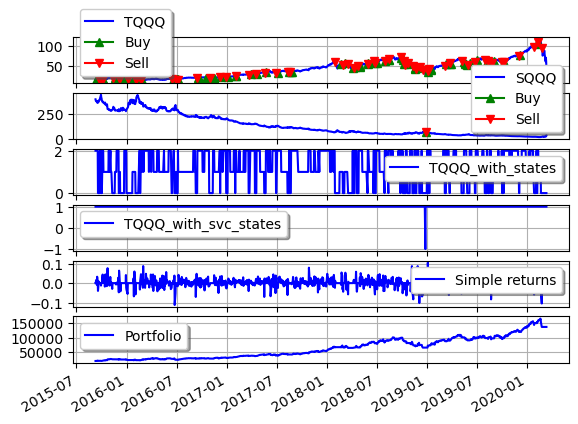 TQQQ
Buy
Sell
100
50
SQQQ
Buy
Sell
250
0
2
0
TQQQ_with_states
1
0
−1
TQQQ_with_svc_states
0.1
0.0
−0.1
Simple returns
150000
100000
50000
Portfolio
2015-07
2016-01
2016-07
2017-01
2017-07
2018-01
2018-07
2019-01
2019-07
2020-01